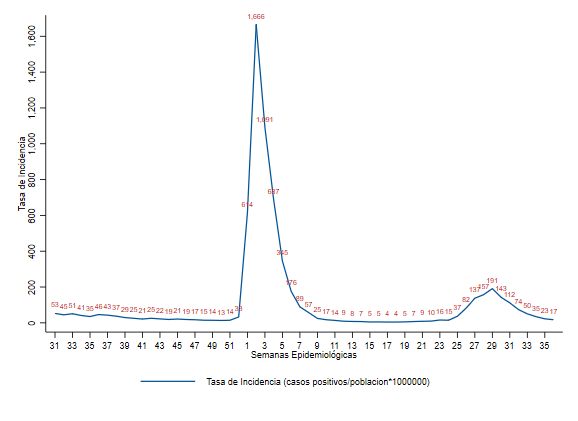 1,666
1,091
687
614
345
176
89
57
53 45 51 41 35 46 43 37 29 25 21 25 22 19 21 19 17 15 14 13 14 33
25 17 14 9 8 7 5 5 4 4 5 7 9 10 16 15 37 82 137 157 191 143 112 74 50 35 23 17
Tasa de Incidencia
0 200 400 600 800 1,000 1,200 1,400 1,600
31 33 35 37 39 41 43 45 47 49 51 1 3 5 7 9 11 13 15 17 19 21 23 25 27 29 31 33 35
Semanas Epidemiológicas
Tasa de Incidencia (casos positivos/poblacion*1000000)